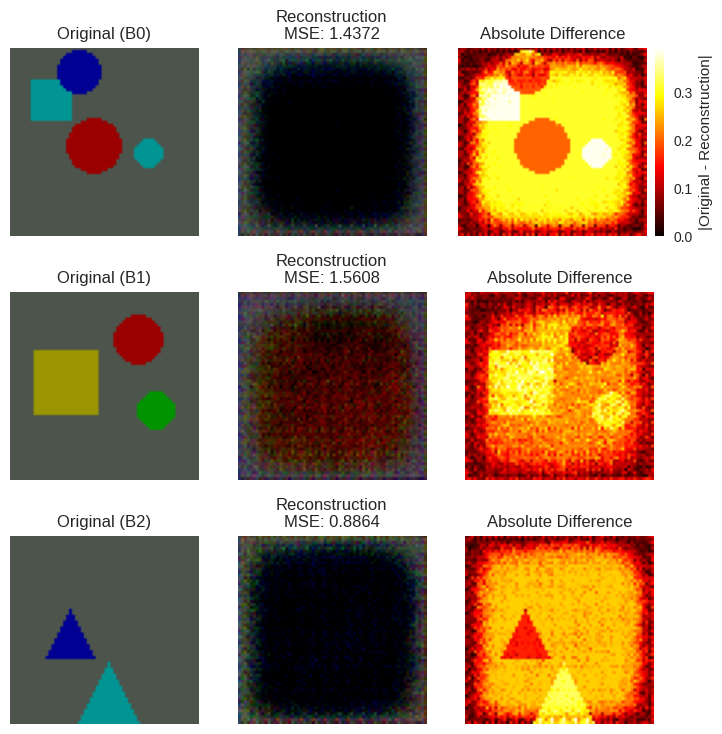 Original (B0)
Reconstruction
MSE: 1.4372
Absolute Difference
0.3
0.2
0.1
0.0
|Original - Reconstruction|
Original (B1)
Reconstruction
MSE: 1.5608
Absolute Difference
Original (B2)
Reconstruction
MSE: 0.8864
Absolute Difference